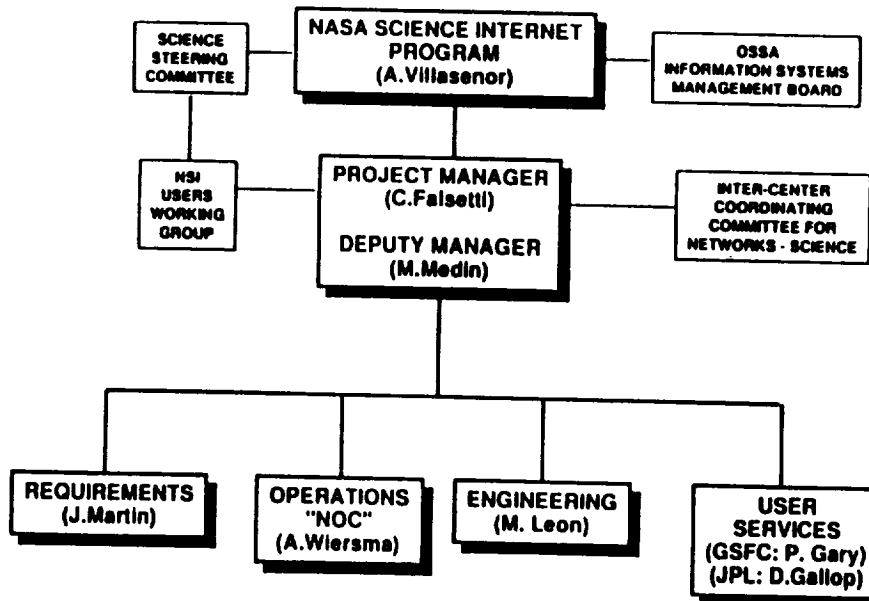 SCIENCE
STEERING
COMMITTEE
NASA SCIENCE INTERNET
PROGRAM
(A.Villasenor)
OSSA
INFORMATION SYSTEMS
MANAGEMENT BOARD
NSI
USERS
WORKING
GROUP
PROJECT MANAGER
(C.Falsetti)
DEPUTY MANAGER
(M.Medin)
INTER-CENTER
COORDINATING
COMMITTEE FOR
NETWORKS - SCIENCE
REQUIREMENTS
(J.Martin)
OPERATIONS
"NOC"
(A.Wiersma)
ENGINEERING
(M. Leon)
USER
SERVICES
(GSFC: P. Gary)
(JPL: D.Gallop)